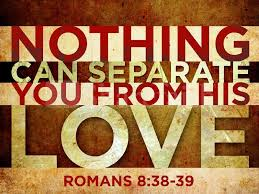 NOTHING
CAN SEPARATE
YOU FROM HIS
LOVE
ROMANS 8:38-39